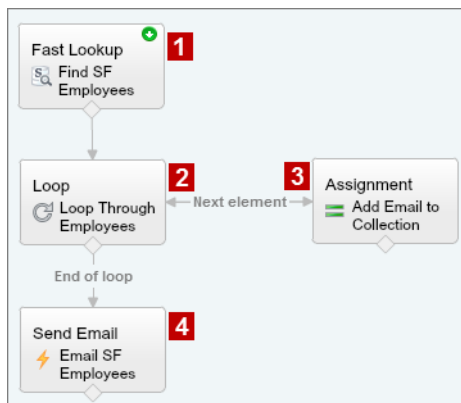 Fast Lookup
1
Find SF
Employees
Loop
2
Loop Through
Employees
Next element
3
Assignment
Add Email to
Collection
End of loop
Send Email
4
Email SF
Employees